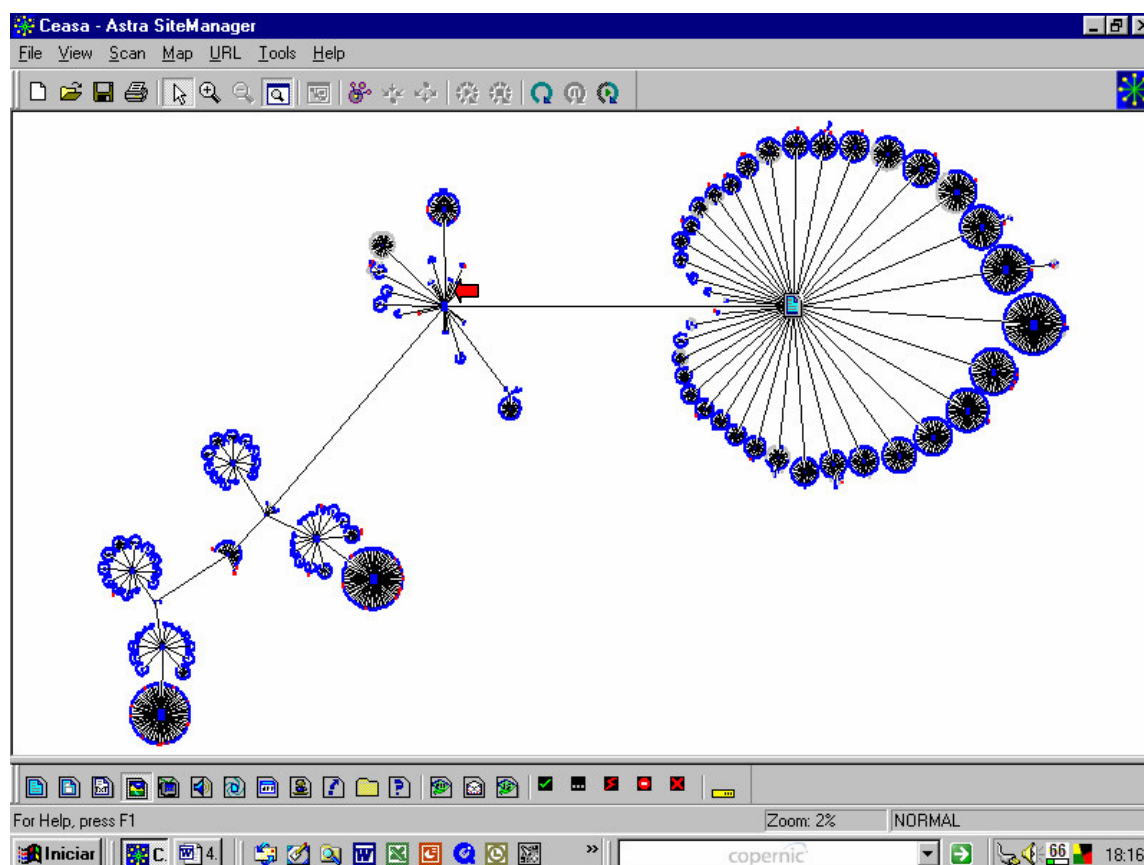 Ceasa - Astra SiteManager
File View Scan Map URL Tools Help
For Help, press F1 Zoom: 2% NORMAL
Iniciar C. 4. » copernic 66 18:16